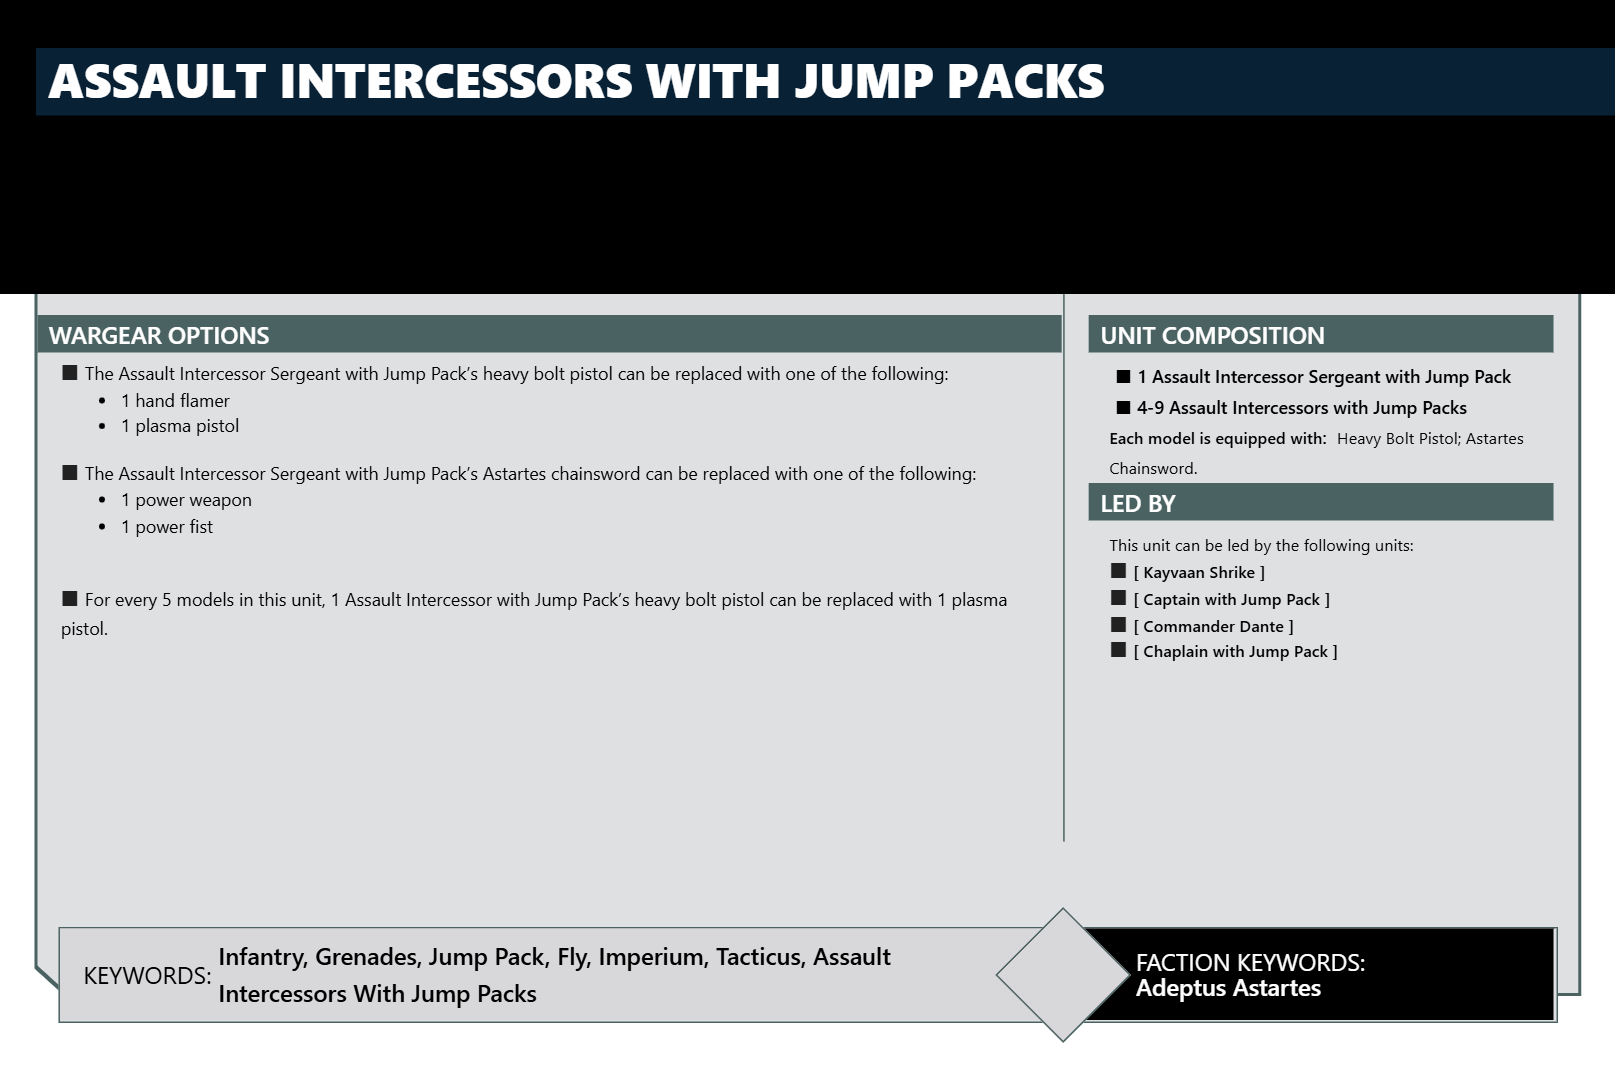 ASSAULT INTERCESSORS WITH JUMP PACKS
WARGEAR OPTIONS
■ The Assault Intercessor Sergeant with Jump Pack’s heavy bolt pistol can be replaced with one of the following:
• 1 hand flamer
• 1 plasma pistol
■ The Assault Intercessor Sergeant with Jump Pack’s Astartes chainsword can be replaced with one of the following:
• 1 power weapon
• 1 power fist
■ For every 5 models in this unit, 1 Assault Intercessor with Jump Pack’s heavy bolt pistol can be replaced with 1 plasma
pistol.
UNIT COMPOSITION
■ 1 Assault Intercessor Sergeant with Jump Pack
■ 4-9 Assault Intercessors with Jump Packs
Each model is equipped with: Heavy Bolt Pistol; Astartes
Chainsword.
LED BY
This unit can be led by the following units:
■ [ Kayvaan Shrike ]
■ [ Captain with Jump Pack ]
■ [ Commander Dante ]
■ [ Chaplain with Jump Pack ]
KEYWORDS: Infantry, Grenades, Jump Pack, Fly, Imperium, Tacticus, Assault
Intercessors With Jump Packs
FACTION KEYWORDS:
Adeptus Astartes